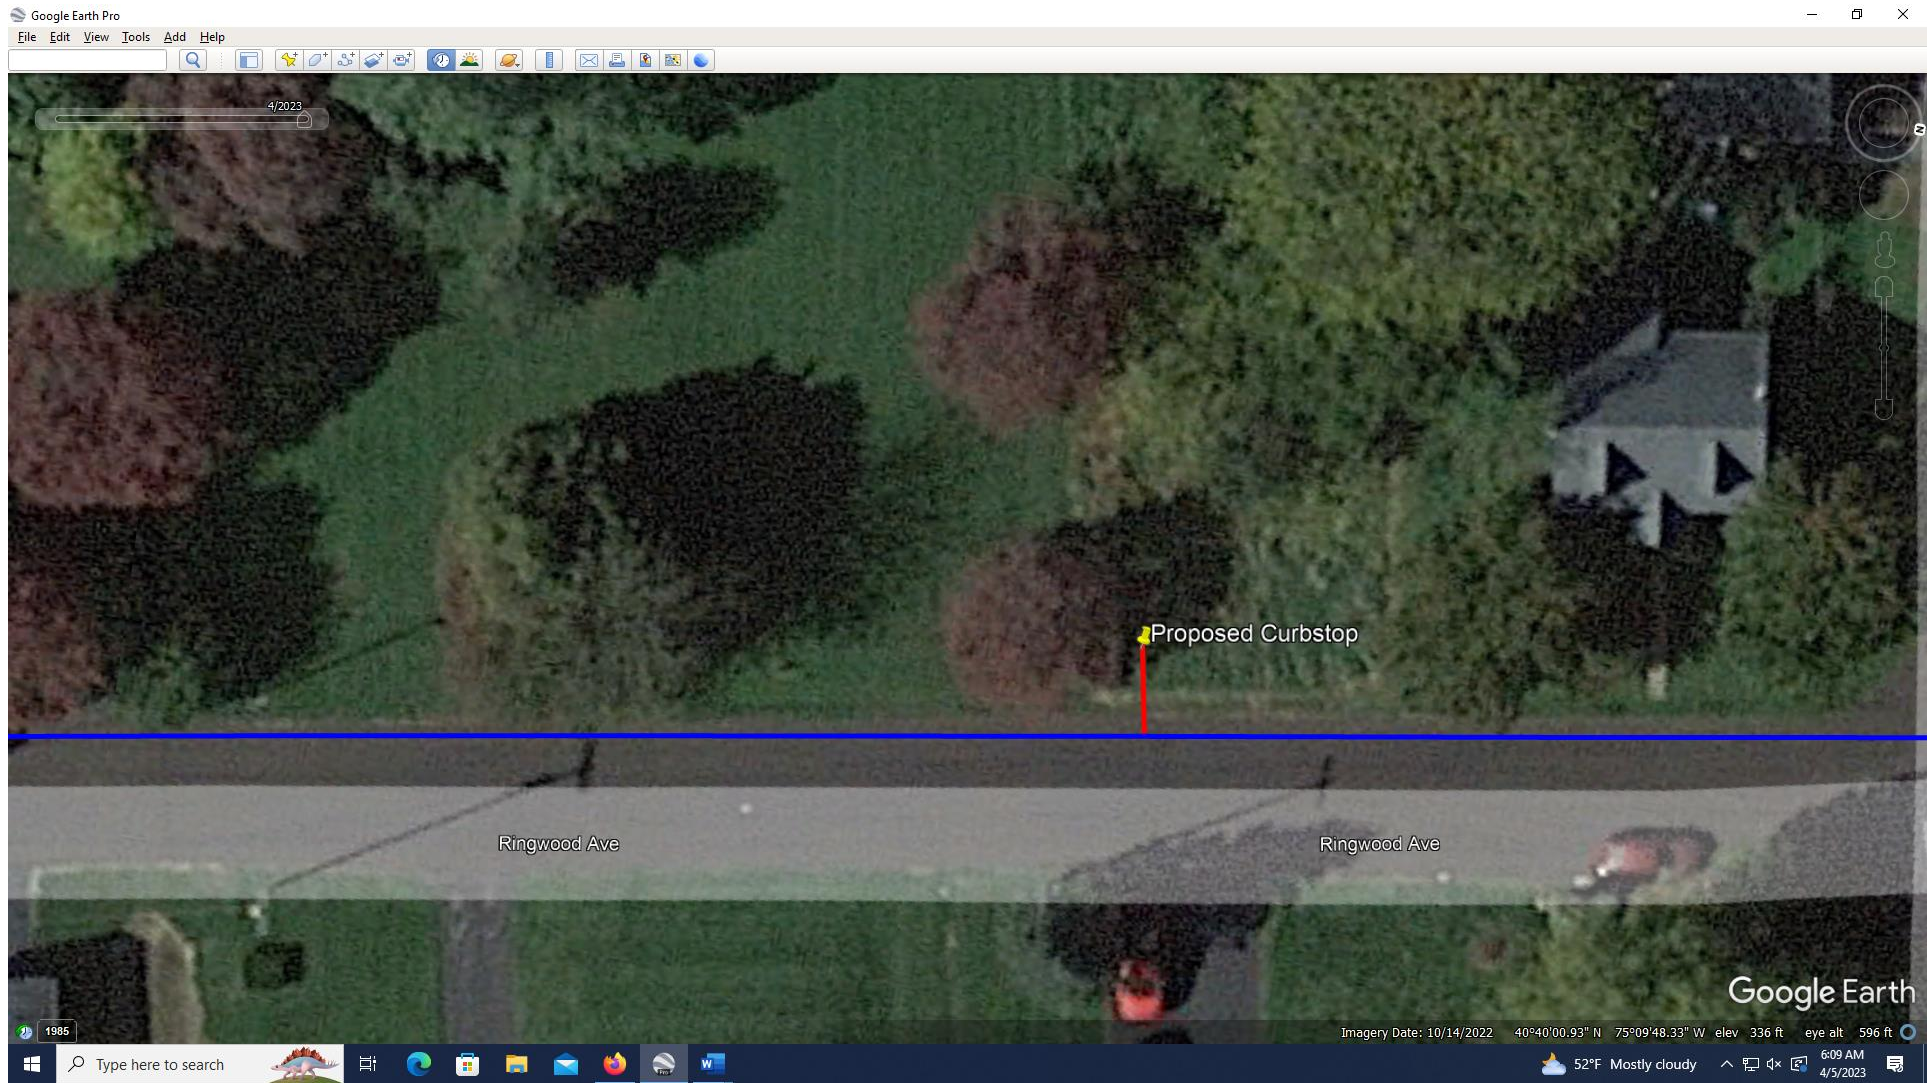 Google Earth Pro
File Edit View Tools Add Help
4/2023
N
Proposed Curbstop
Ringwood Ave
Ringwood Ave
Google Earth
1985
Imagery Date: 10/14/2022 40°40'00.93" N 75°09'48.33" W elev 336 ft eye alt 596 ft
Type here to search
52°F Mostly cloudy
6:09 AM
4/5/2023